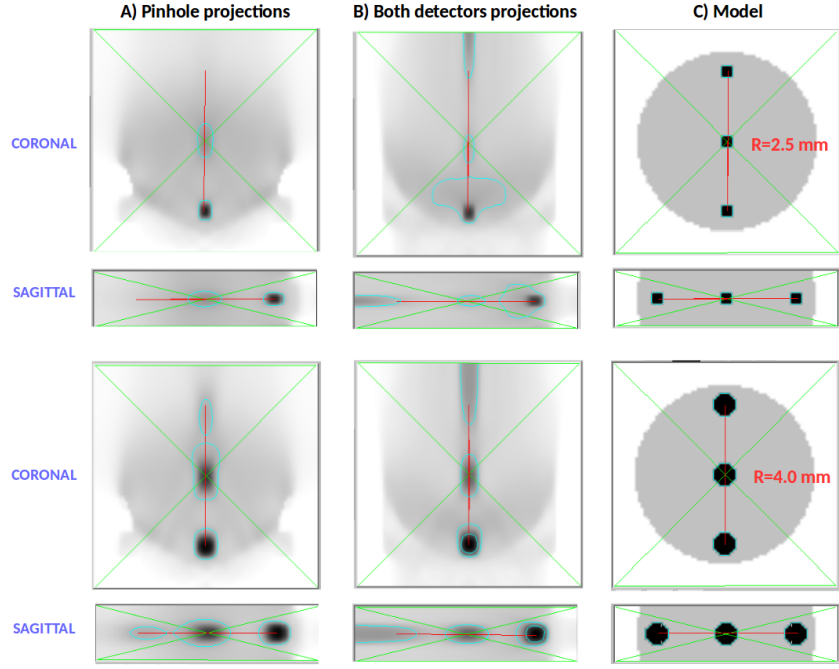 A) Pinhole projections B) Both detectors projections C) Model
CORONAL
R=2.5 mm
SAGITTAL
CORONAL
R=4.0 mm
SAGITTAL